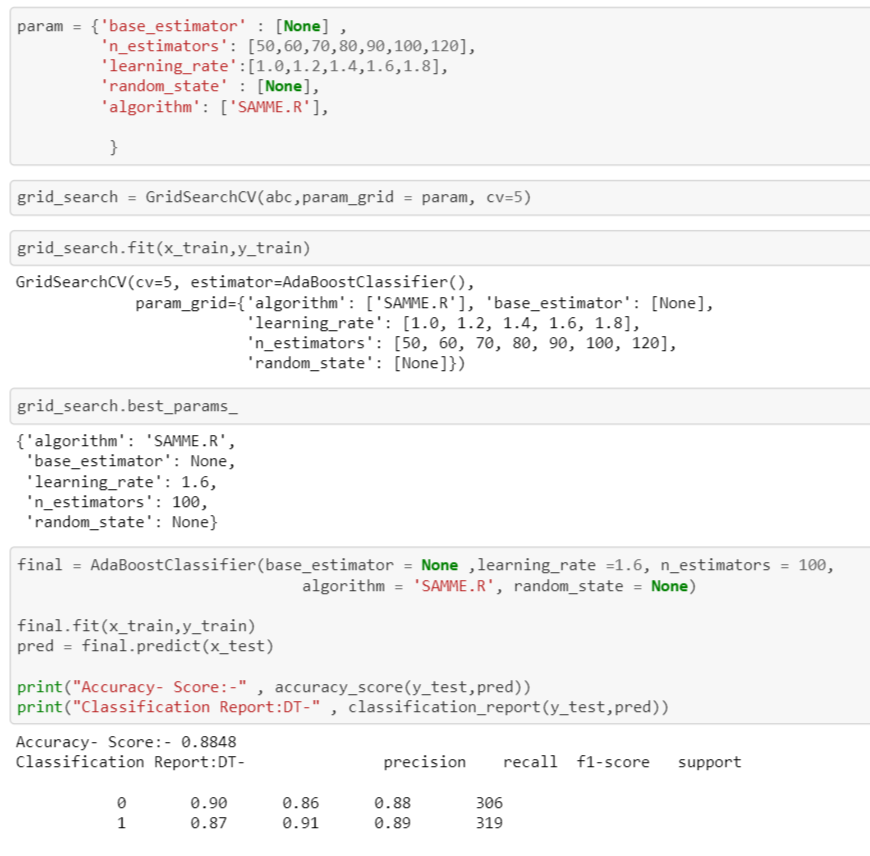 param = {'base_estimator' : [None] ,
'n_estimators': [50,60,70,80,90,100,120],
'learning_rate':[1.0,1.2,1.4,1.6,1.8],
'random_state' : [None],
'algorithm': ['SAMME.R'],
}
grid_search = GridSearchCV(abc,param_grid = param, cv=5)
grid_search.fit(x_train,y_train)
GridSearchCV(cv=5, estimator=AdaBoostClassifier(),
param_grid={'algorithm': ['SAMME.R'], 'base_estimator': [None],
'learning_rate': [1.0, 1.2, 1.4, 1.6, 1.8],
'n_estimators': [50, 60, 70, 80, 90, 100, 120],
'random_state': [None]})
grid_search.best_params_
{'algorithm': 'SAMME.R',
'base_estimator': None,
'learning_rate': 1.6,
'n_estimators': 100,
'random_state': None}
final = AdaBoostClassifier(base_estimator = None ,learning_rate =1.6, n_estimators = 100,
algorithm = 'SAMME.R', random_state = None)
final.fit(x_train,y_train)
pred = final.predict(x_test)
print("Accuracy- Score:-" , accuracy_score(y_test,pred))
print("Classification Report:DT-" , classification_report(y_test,pred))
Accuracy- Score:- 0.8848
Classification Report:DT- precision recall f1-score support
0 0.90 0.86 0.88 306
1 0.87 0.91 0.89 319